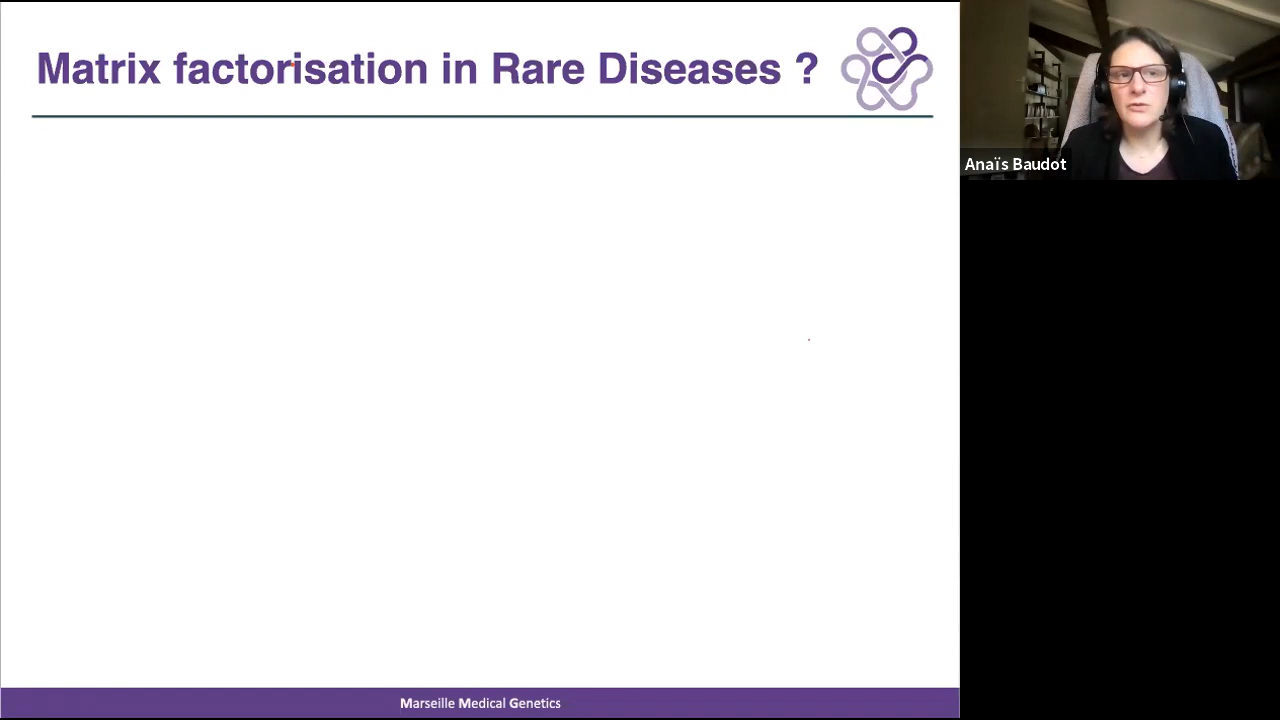 Matrix factorisation in Rare Diseases ?
Anaïs Baudot
Marseille Medical Genetics